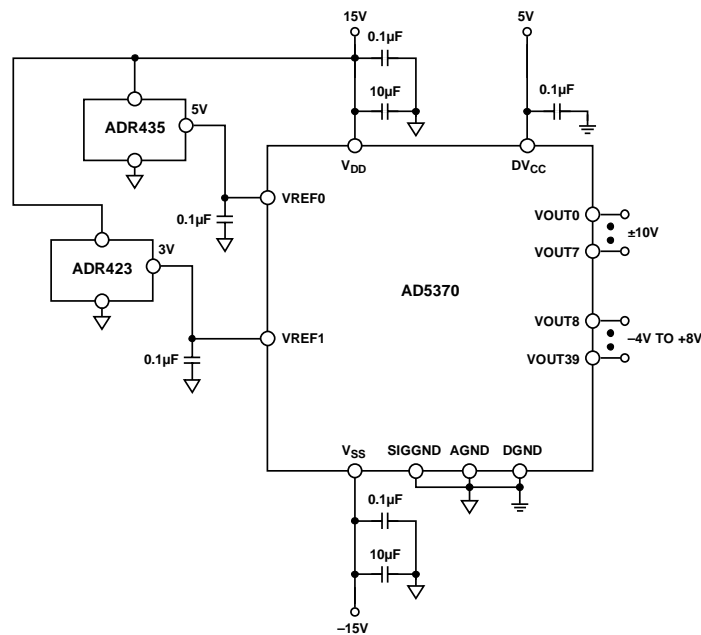 15V
5V
0.1µF
10µF
0.1µF
ADR435
5V
VDD
DVCC
VREF0
0.1µF
VOUT0
±10V
VOUT7
3V
ADR423
AD5370
VOUT8
–4V TO +8V
VOUT39
VREF1
0.1µF
VSS
SIGGND
AGND
DGND
0.1µF
10µF
–15V